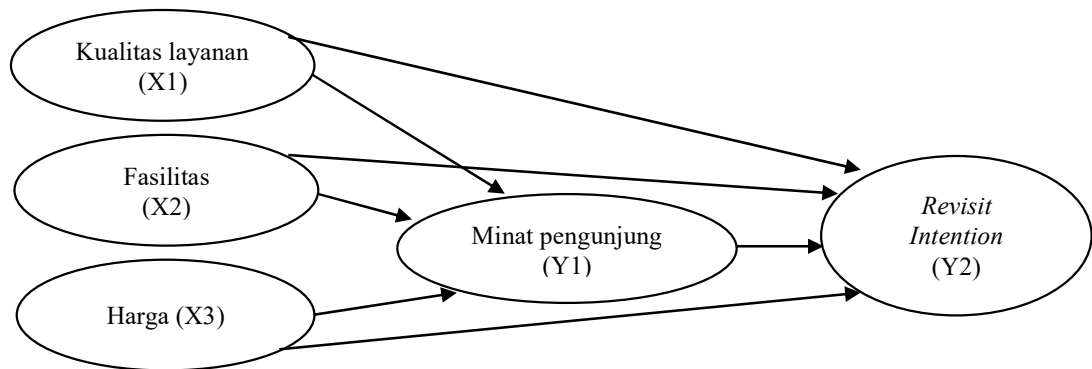 Kualitas layanan
(X1)
Fasilitas
(X2)
Harga (X3)
Minat pengunjung
(Y1)
Revisit
Intention
(Y2)